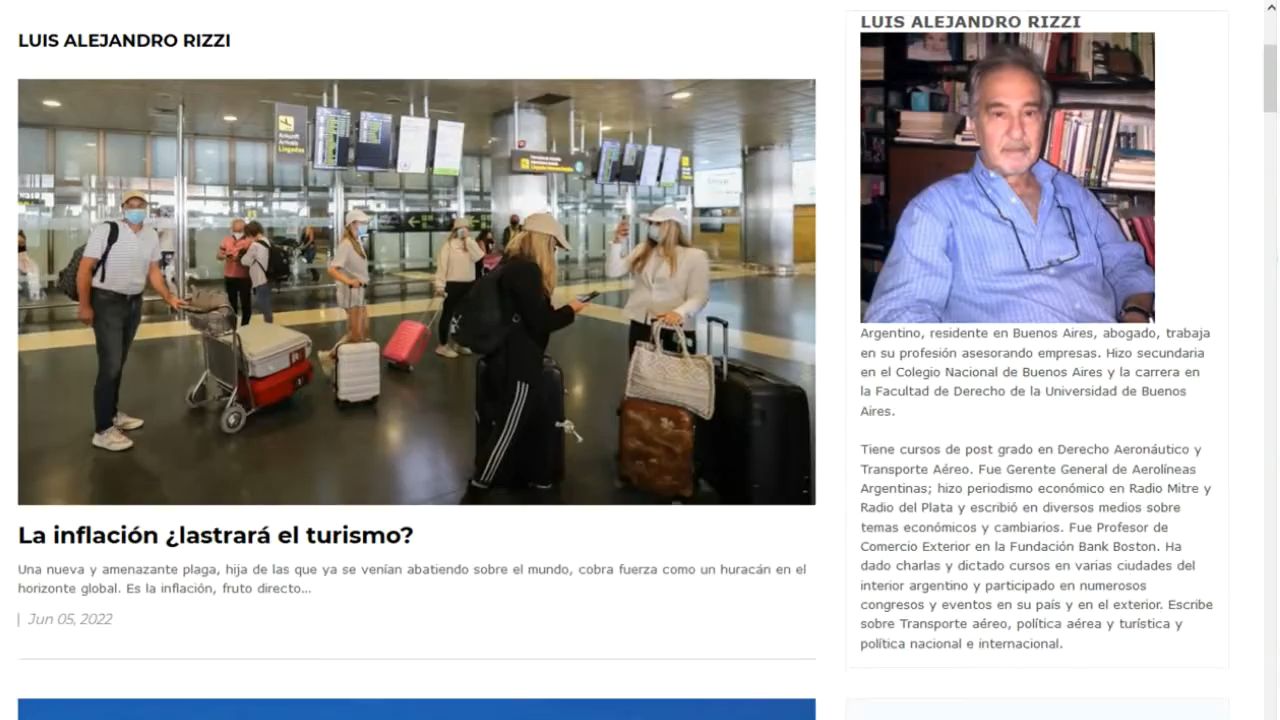 LUIS ALEJANDRO RIZZI
Ankunft
Arrivals
Llegadas
La inflación ¿lastrará el turismo?
Una nueva y amenazante plaga, hija de las que ya se venían abatiendo sobre el mundo, cobra fuerza como un huracán en el
horizonte global. Es la inflación, fruto directo...
| Jun 05, 2022
LUIS ALEJANDRO RIZZI
Argentino, residente en Buenos Aires, abogado, trabaja
en su profesión asesorando empresas. Hizo secundaria
en el Colegio Nacional de Buenos Aires y la carrera en
la Facultad de Derecho de la Universidad de Buenos
Aires.
Tiene cursos de post grado en Derecho Aeronáutico y
Transporte Aéreo. Fue Gerente General de Aerolíneas
Argentinas; hizo periodismo económico en Radio Mitre y
Radio del Plata y escribió en diversos medios sobre
temas económicos y cambiarios. Fue Profesor de
Comercio Exterior en la Fundación Bank Boston. Ha
dado charlas y dictado cursos en varias ciudades del
interior argentino y participado en numerosos
congresos y eventos en su país y en el exterior. Escribe
sobre Transporte aéreo, política aérea y turística y
política nacional e internacional.